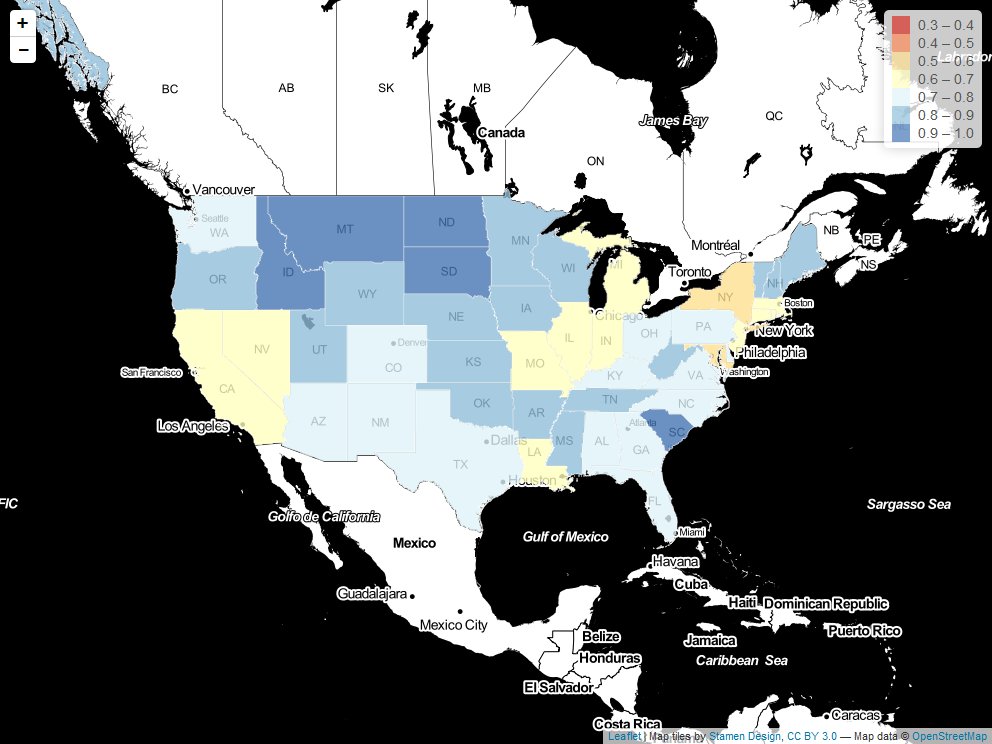 +
−
0.3 – 0.4
0.4 – 0.5
0.5 – 0.6
0.6 – 0.7
0.7 – 0.8
0.8 – 0.9
0.9 – 1.0
Labrador
NL
BC
AB
SK
MB
Canada
James Bay
QC
ON
Vancouver
Seattle
WA
MT
ND
MN
Montréal
NB
PE
NS
Toronto
MI
OR
ID
SD
WI
WY
NH
NY
Boston
IA
NE
Chicago
New York
PA
OH
IL
IN
Denver
CO
UT
NV
KS
MO
Philadelphia
Washington
San Francisco
CA
KY
VA
OK
TN
NC
AR
Los Angeles
AZ
NM
Atlanta
SC
Dallas
MS
AL
GA
LA
TX
Houston
FL
FIC
Golfo de California
Sargasso Sea
Miami
Gulf of Mexico
Mexico
Havana
Cuba
Guadalajara
Haiti
Dominican Republic
Mexico City
Puerto Rico
Belize
Jamaica
Honduras
Caribbean Sea
El Salvador
Caracas
Costa Rica
Panama
Leaflet | Map tiles by Stamen Design, CC BY 3.0 — Map data © OpenStreetMap